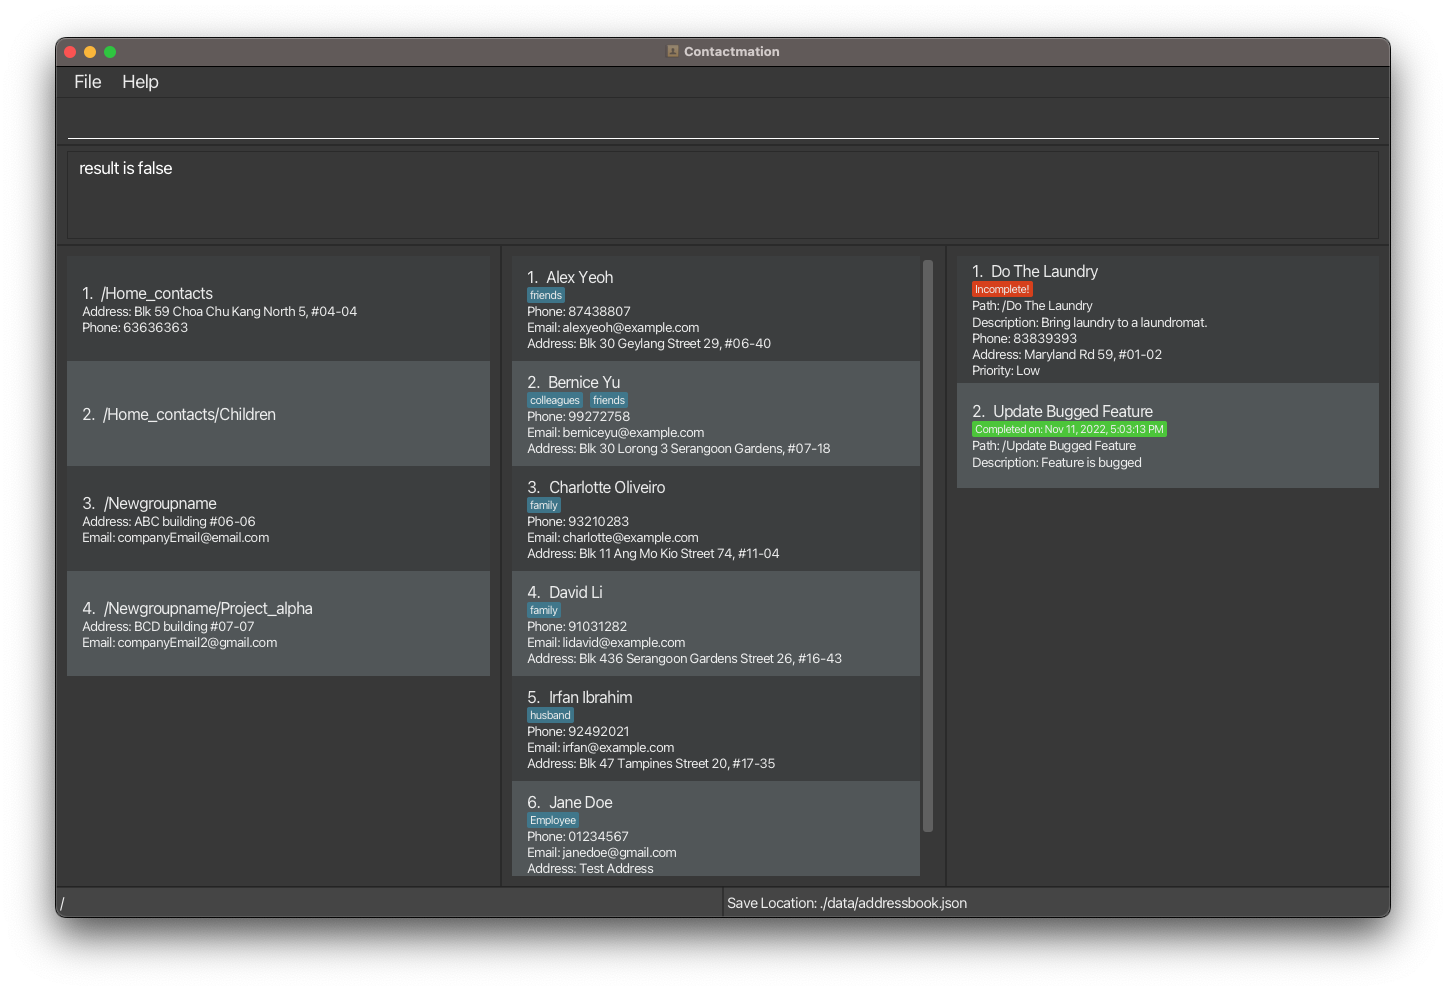 Contactmation
File Help
result is false
1. /Home_contacts
Address: Blk 59 Choa Chu Kang North 5, #04-04
Phone: 63636363
2. /Home_contacts/Children
3. /Newgroupname
Address: ABC building #06-06
Email: companyEmail@email.com
4. /Newgroupname/Project_alpha
Address: BCD building #07-07
Email: companyEmail2@gmail.com
1. Alex Yeoh
friends
Phone: 87438807
Email: alexyeoh@example.com
Address: Blk 30 Geylang Street 29, #06-40
2. Bernice Yu
colleagues friends
Phone: 99272758
Email: berniceyu@example.com
Address: Blk 30 Lorong 3 Serangoon Gardens, #07-18
3. Charlotte Oliveiro
family
Phone: 93210283
Email: charlotte@example.com
Address: Blk 11 Ang Mo Kio Street 74, #11-04
4. David Li
family
Phone: 91031282
Email: lidavid@example.com
Address: Blk 436 Serangoon Gardens Street 26, #16-43
5. Irfan Ibrahim
husband
Phone: 92492021
Email: irfan@example.com
Address: Blk 47 Tampines Street 20, #17-35
6. Jane Doe
Employee
Phone: 01234567
Email: janedoe@gmail.com
Address: Test Address
1. Do The Laundry
Incomplete!
Path: /Do The Laundry
Description: Bring laundry to a laundromat.
Phone: 83839393
Address: Maryland Rd 59, #01-02
Priority: Low
2. Update Bugged Feature
Completed on: Nov 11, 2022, 5:03:13 PM
Path: /Update Bugged Feature
Description: Feature is bugged
/
Save Location: ./data/addressbook.json